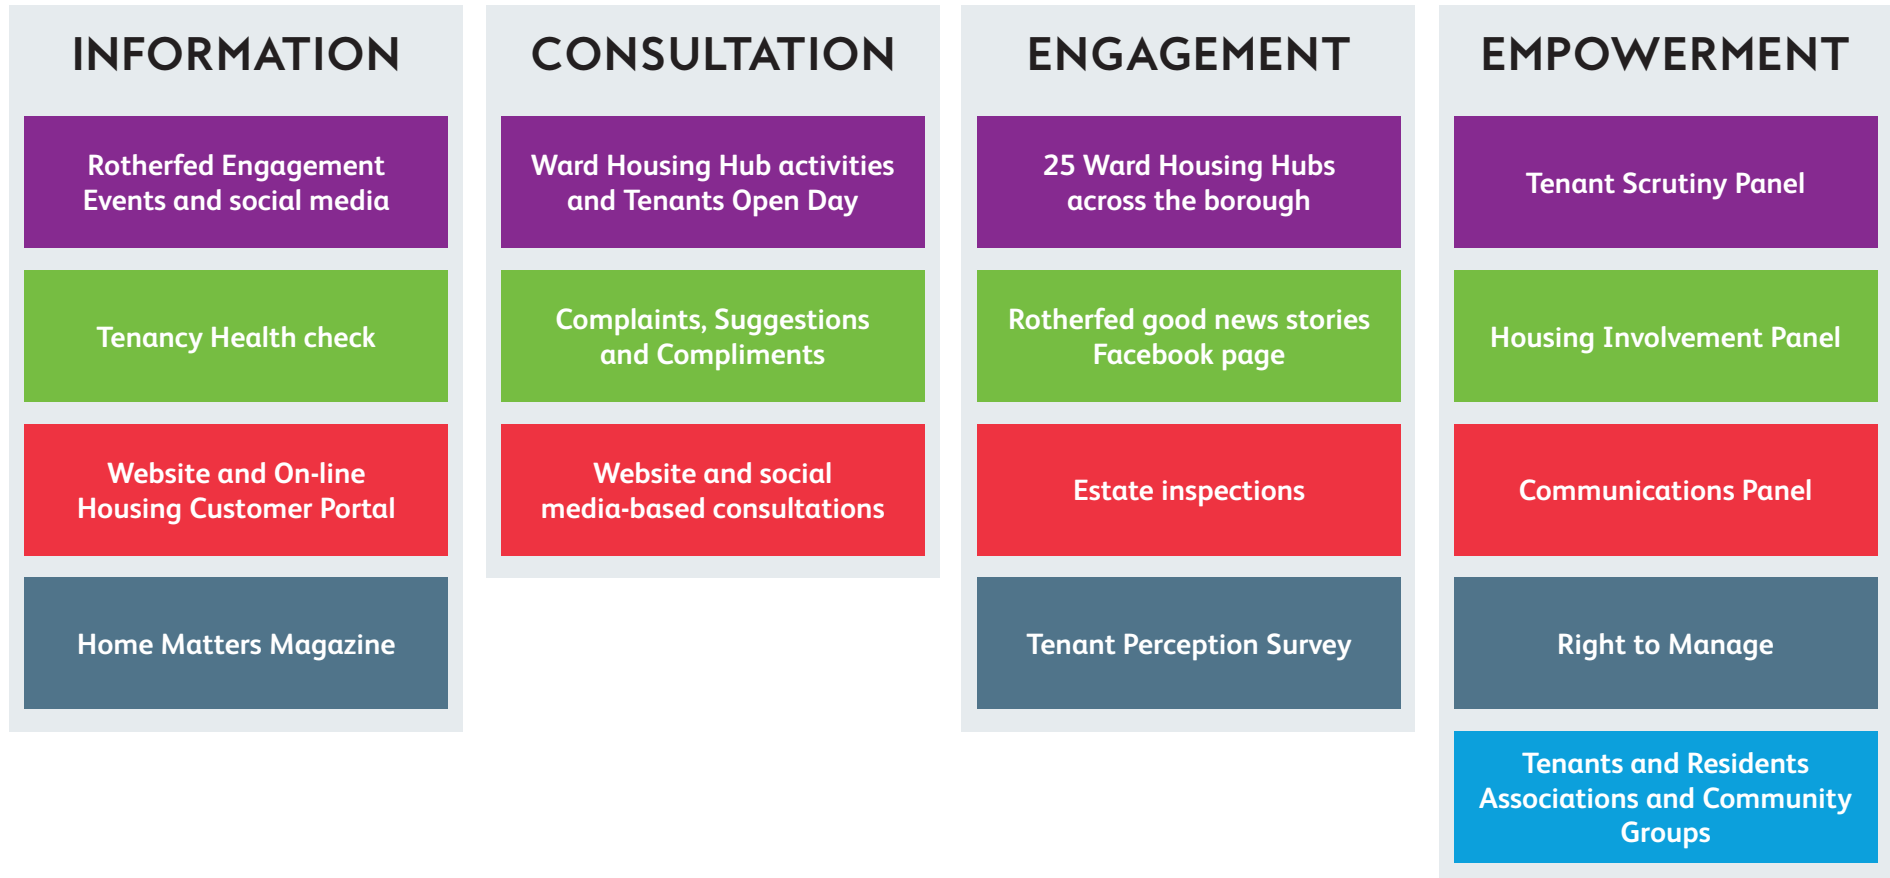 INFORMATION
Rotherfed Engagement
Events and social media
Tenancy Health check
Website and On-line
Housing Customer Portal
Home Matters Magazine
CONSULTATION
Ward Housing Hub activities
and Tenants Open Day
Complaints, Suggestions
and Compliments
Website and social
media-based consultations
ENGAGEMENT
25 Ward Housing Hubs
across the borough
Rotherfed good news stories
Facebook page
Estate inspections
Tenant Perception Survey
EMPOWERMENT
Tenant Scrutiny Panel
Housing Involvement Panel
Communications Panel
Right to Manage
Tenants and Residents
Associations and Community
Groups